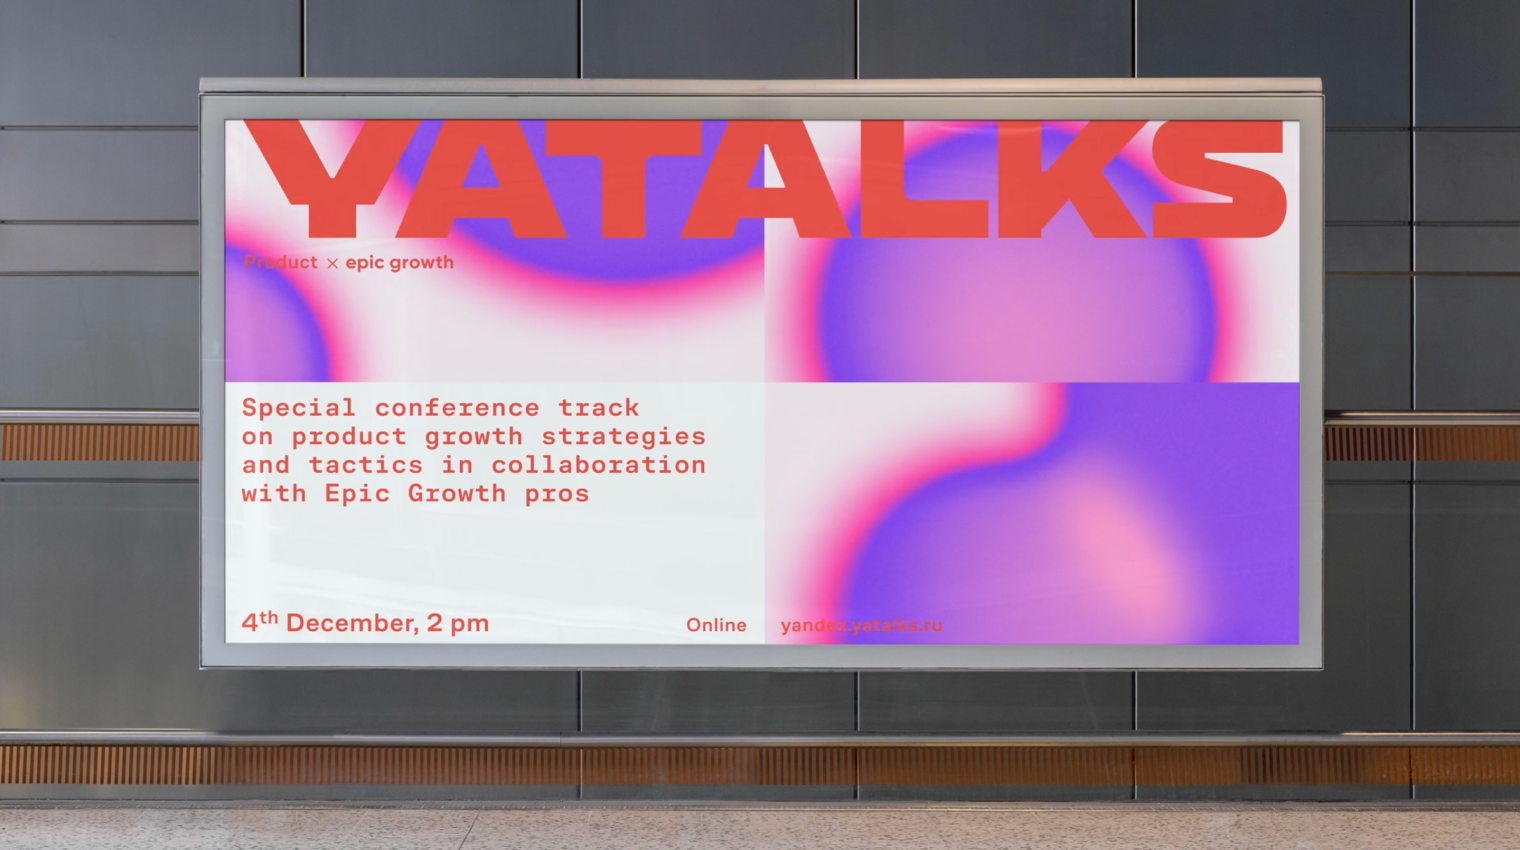 YATALKS
Product × epic growth
Special conference track
on product growth strategies
and tactics in collaboration
with Epic Growth pros
4th December, 2 pm
Online
yandex.yatalks.ru